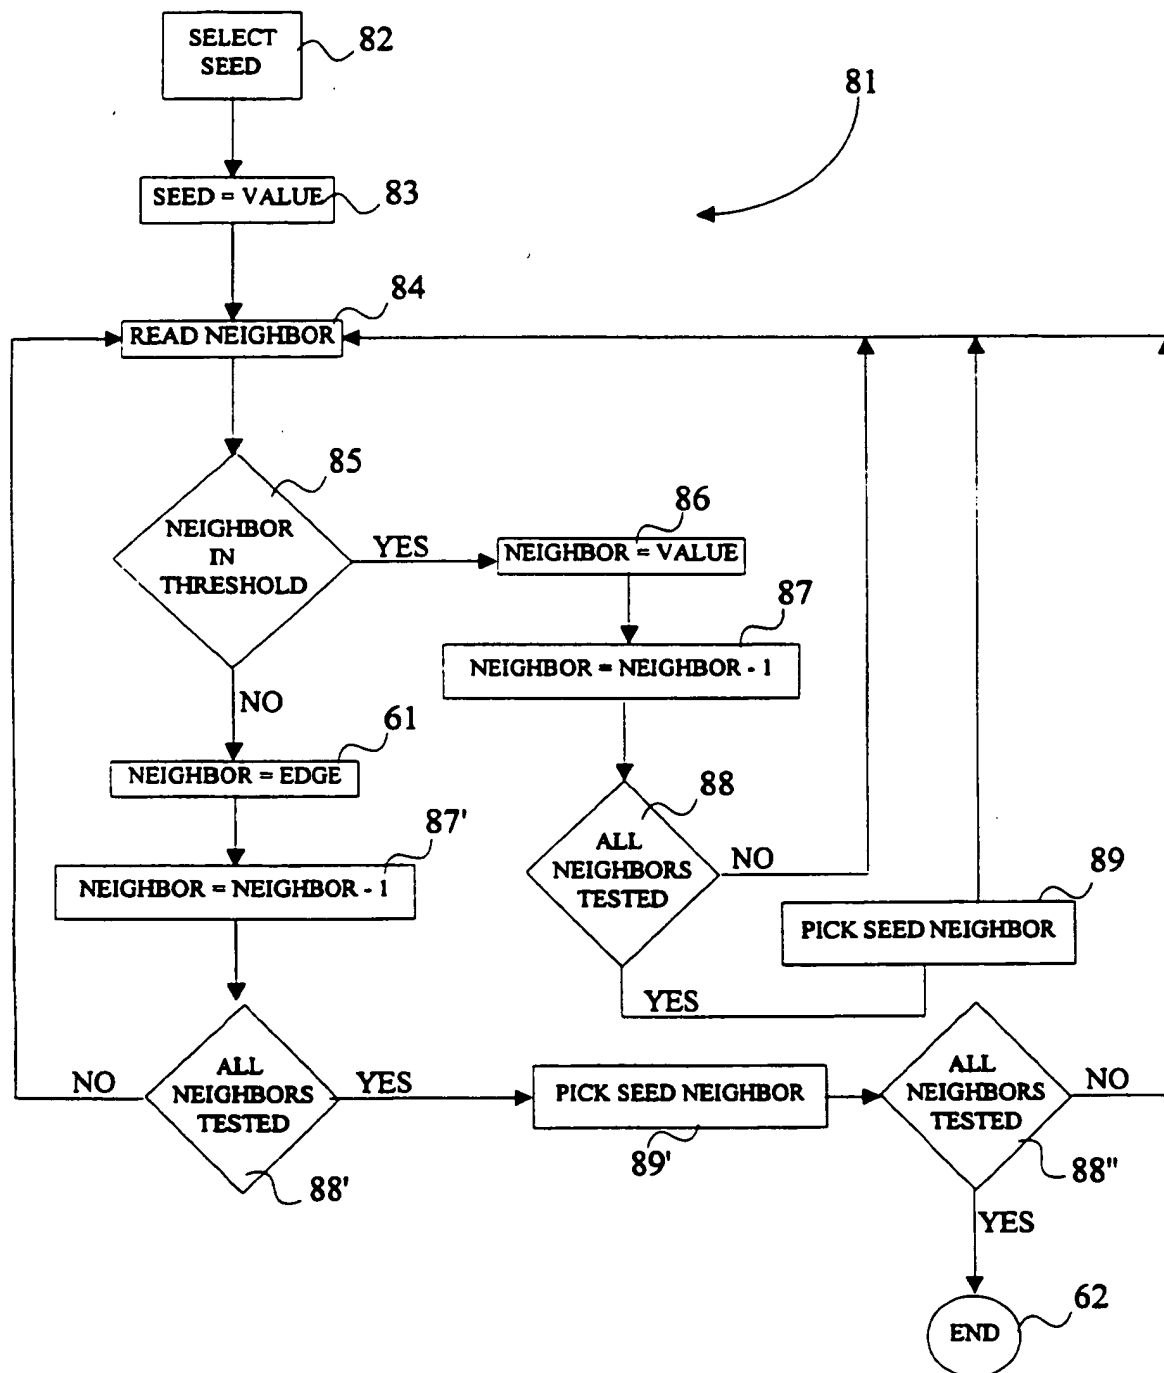 SELECT
SEED
82
81
SEED = VALUE
83
84
READ NEIGHBOR
85
NEIGHBOR
IN
THRESHOLD
YES
86
NEIGHBOR = VALUE
87
NEIGHBOR = NEIGHBOR - 1
NO
61
NEIGHBOR = EDGE
87'
NEIGHBOR = NEIGHBOR - 1
88
ALL
NEIGHBORS
TESTED
NO
YES
89
PICK SEED NEIGHBOR
NO
ALL
NEIGHBORS
TESTED
88'
YES
PICK SEED NEIGHBOR
89'
ALL
NEIGHBORS
TESTED
NO
88"
YES
62
END